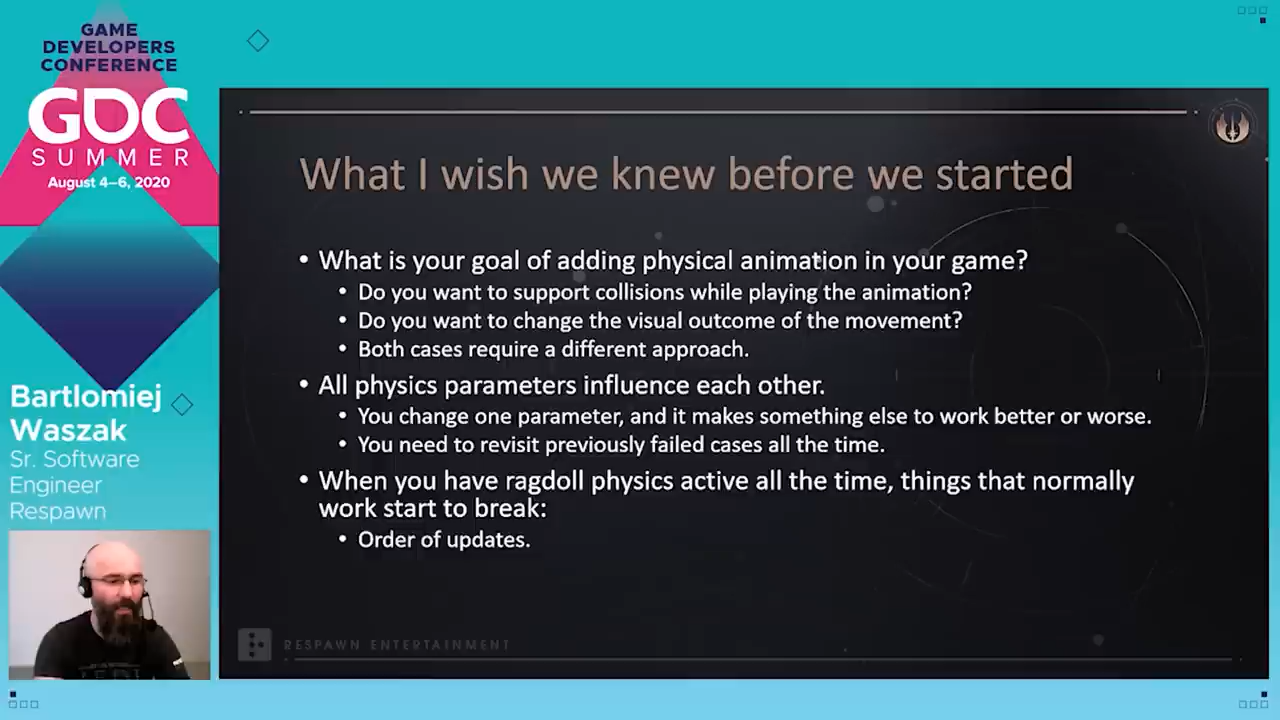 GAME
DEVELOPERS
CONFERENCE
GDC
SUMMER
August 4–6, 2020
Bartlomiej
Waszak
Sr. Software
Engineer
Respawn
What I wish we knew before we started
• What is your goal of adding physical animation in your game?
• Do you want to support collisions while playing the animation?
• Do you want to change the visual outcome of the movement?
• Both cases require a different approach.
• All physics parameters influence each other.
• You change one parameter, and it makes something else to work better or worse.
• You need to revisit previously failed cases all the time.
• When you have ragdoll physics active all the time, things that normally
work start to break:
• Order of updates.
RESPAWN ENTERTAINMENT